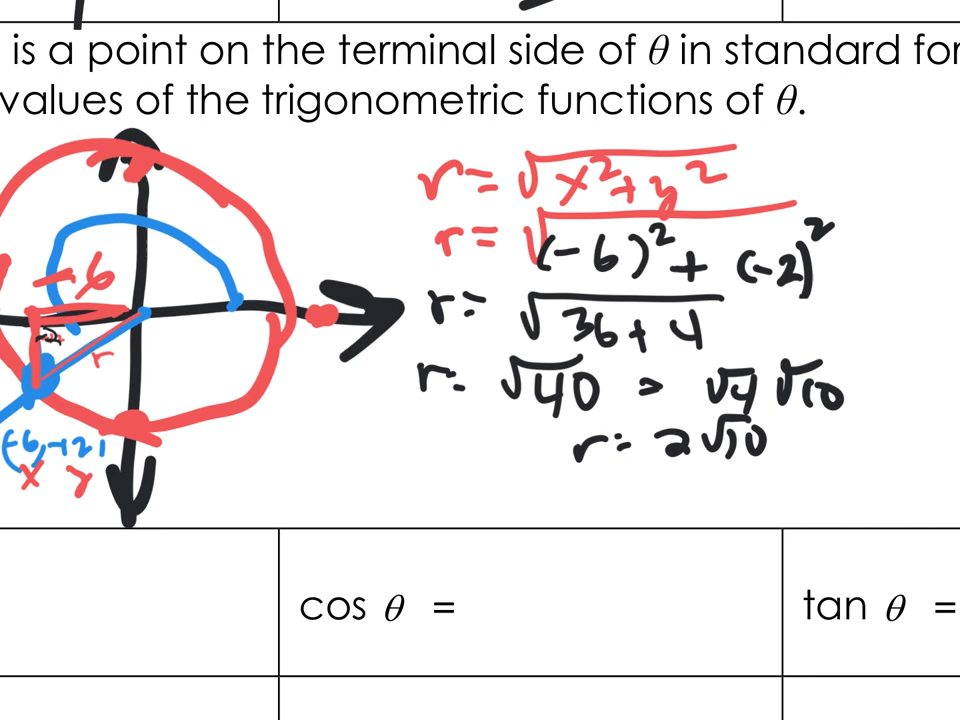 is a point on the terminal side of θ in standard for
values of the trigonometric functions of θ.
r = √x²+y²
r = √(-6)² + (-2)²
r = √36+4
r = √40 = √4 √10
r = 2√10
-6
-2
r
(-6,-2)
x y
cos θ =
tan θ =